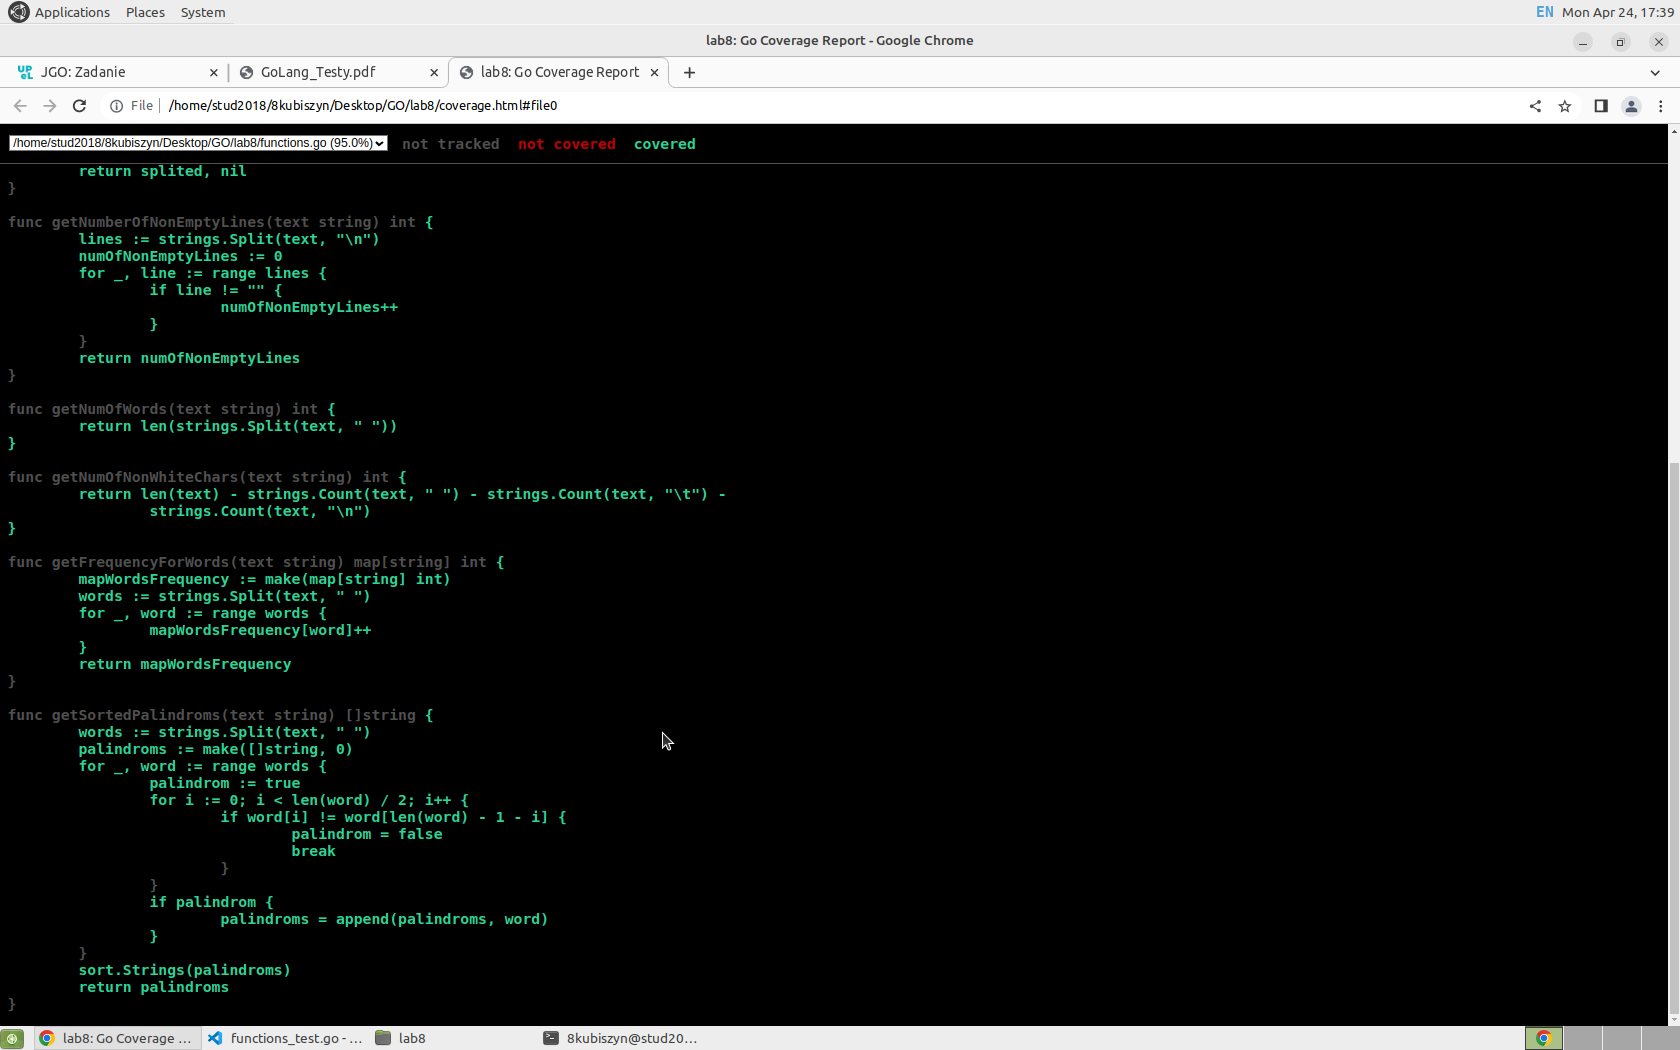 Applications Places System EN Mon Apr 24, 17:39
lab8: Go Coverage Report - Google Chrome
JGO: Zadanie GoLang_Testy.pdf lab8: Go Coverage Report
File /home/stud2018/8kubiszyn/Desktop/GO/lab8/coverage.html#file0
/home/stud2018/8kubiszyn/Desktop/GO/lab8/functions.go (95.0%) not tracked not covered covered
return splited, nil
}
func getNumberOfNonEmptyLines(text string) int {
lines := strings.Split(text, "\n")
numOfNonEmptyLines := 0
for _, line := range lines {
if line != "" {
numOfNonEmptyLines++
}
}
return numOfNonEmptyLines
}
func getNumOfWords(text string) int {
return len(strings.Split(text, " "))
}
func getNumOfNonWhiteChars(text string) int {
return len(text) - strings.Count(text, " ") - strings.Count(text, "\t") -
strings.Count(text, "\n")
}
func getFrequencyForWords(text string) map[string] int {
mapWordsFrequency := make(map[string] int)
words := strings.Split(text, " ")
for _, word := range words {
mapWordsFrequency[word]++
}
return mapWordsFrequency
}
func getSortedPalindroms(text string) []string {
words := strings.Split(text, " ")
palindroms := make([]string, 0)
for _, word := range words {
palindrom := true
for i := 0; i < len(word) / 2; i++ {
if word[i] != word[len(word) - 1 - i] {
palindrom = false
break
}
}
if palindrom {
palindroms = append(palindroms, word)
}
}
sort.Strings(palindroms)
return palindroms
}
lab8: Go Coverage ... functions_test.go - ... lab8 8kubiszyn@stud20...